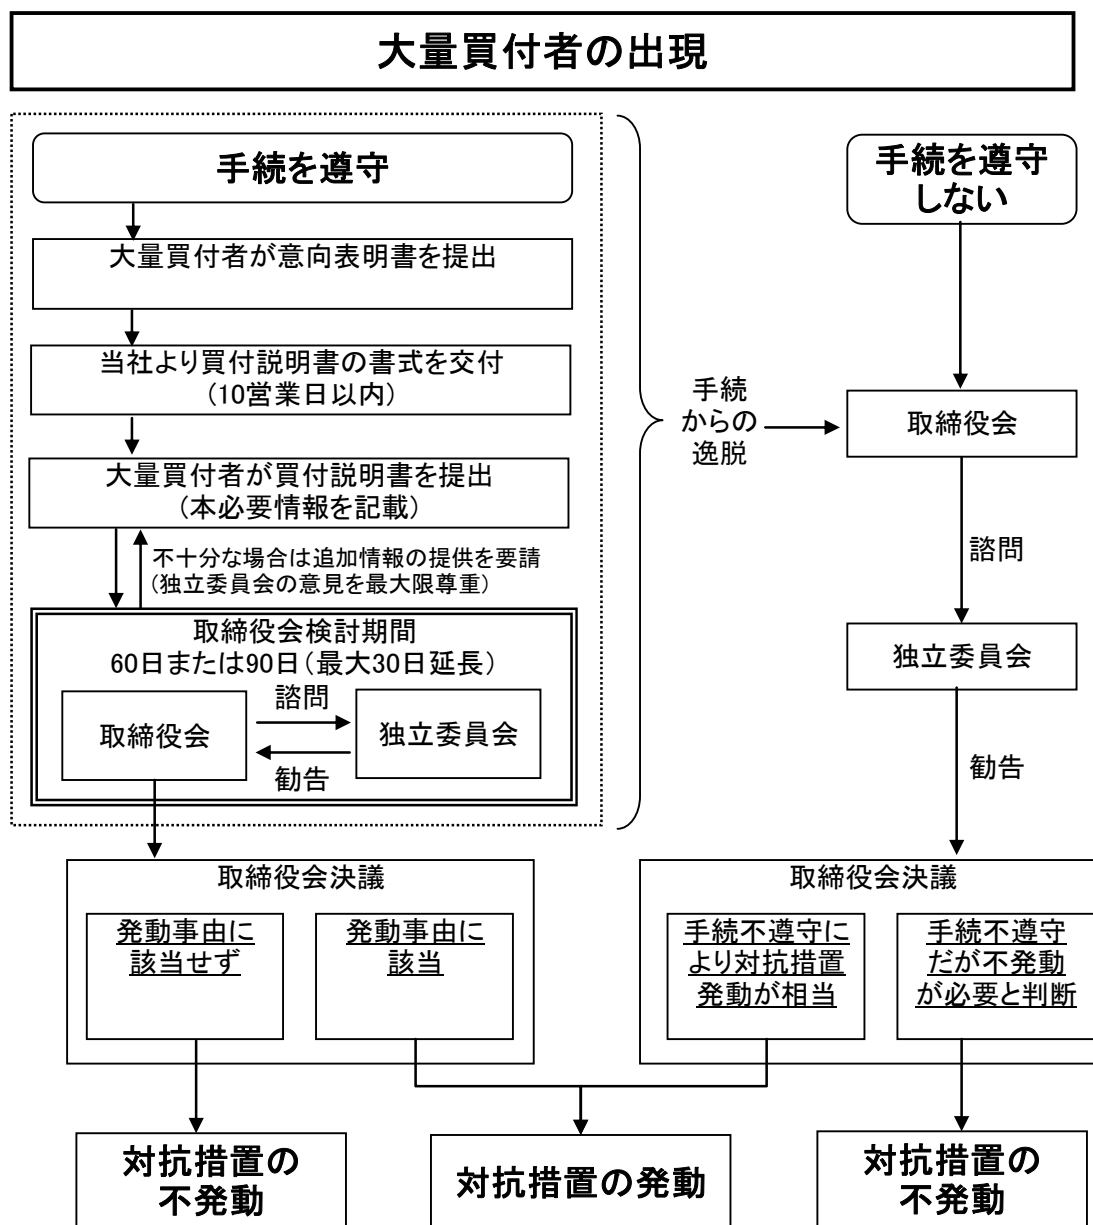 大量買付者の出現
手続を遵守
大量買付者が意向表明書を提出
当社より買付説明書の書式を交付
(10営業日以内)
大量買付者が買付説明書を提出
(本必要情報を記載)
不十分な場合は追加情報の提供を要請
(独立委員会の意見を最大限尊重)
取締役会検討期間
60日または90日(最大30日延長)
諮問
取締役会
独立委員会
勧告
手続
からの
逸脱
手続を遵守
しない
取締役会
諮問
独立委員会
勧告
取締役会決議
発動事由に
該当せず
発動事由に
該当
取締役会決議
手続不遵守に
より対抗措置
発動が相当
手続不遵守
だが不発動
が必要と判断
対抗措置の
不発動
対抗措置の発動
対抗措置の
不発動